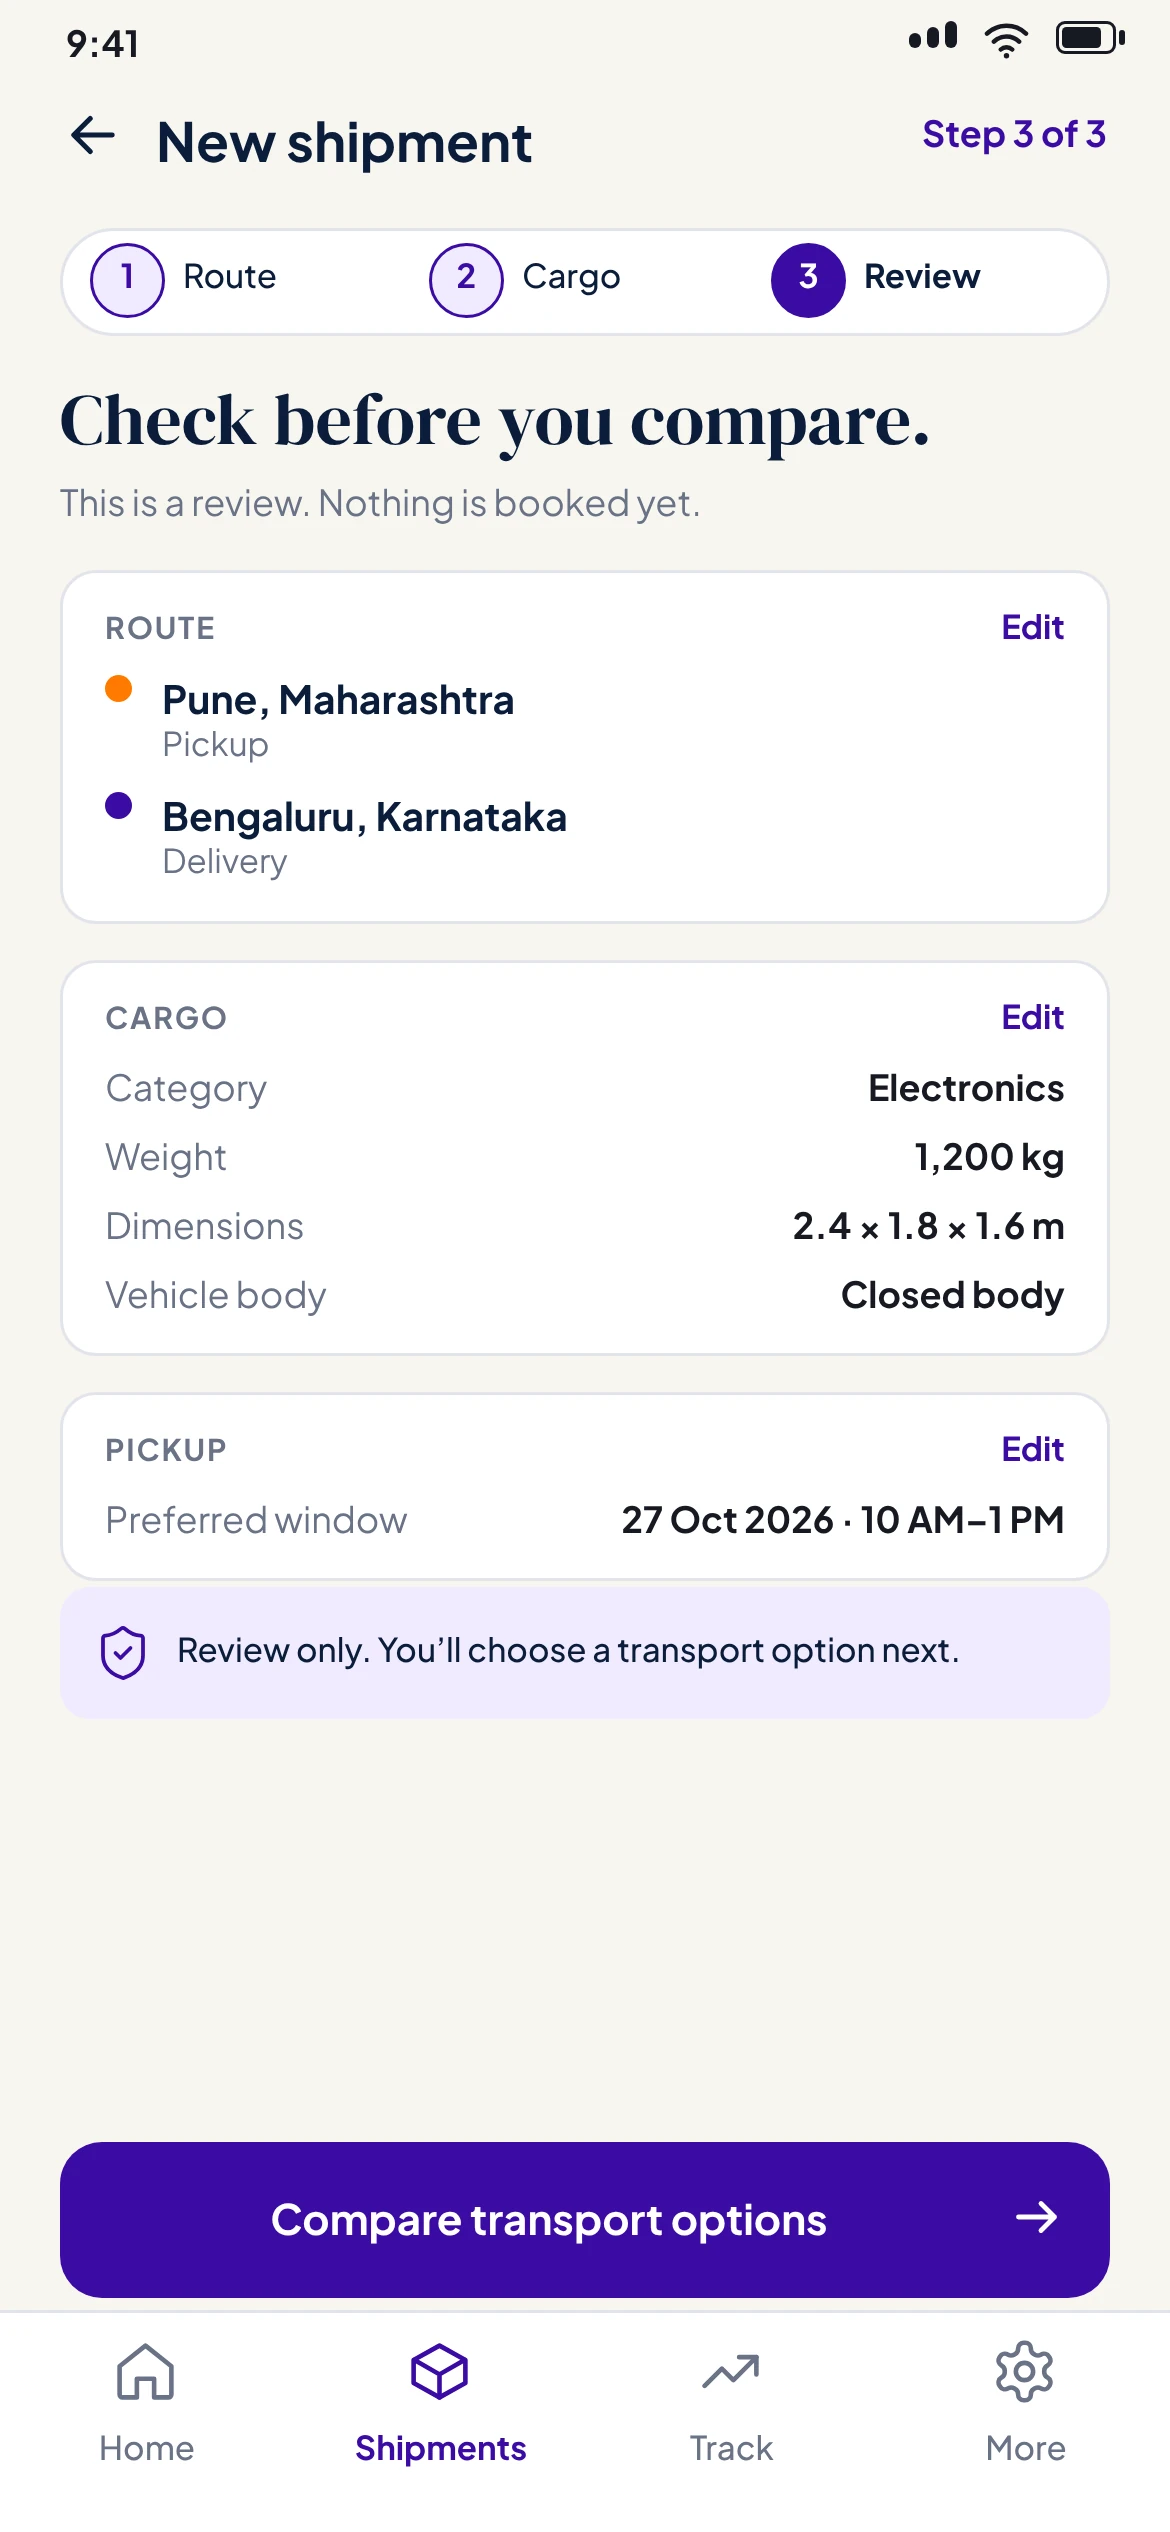 9:41
New shipment
Step 3 of 3
1 Route
2 Cargo
3 Review
Check before you compare.
This is a review. Nothing is booked yet.
ROUTE
Edit
Pune, Maharashtra
Pickup
Bengaluru, Karnataka
Delivery
CARGO
Edit
Category Electronics
Weight 1,200 kg
Dimensions 2.4 × 1.8 × 1.6 m
Vehicle body Closed body
PICKUP
Edit
Preferred window 27 Oct 2026 · 10 AM–1 PM
Review only. You’ll choose a transport option next.
Compare transport options
Home
Shipments
Track
More